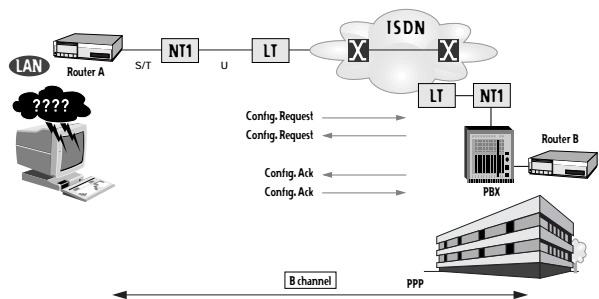 ISDN
NT1
LT
LAN
Router A
S/T
U
????
LT
NT1
Config. Request
Config. Request
Router B
Config. Ack
Config. Ack
PBX
B channel
PPP